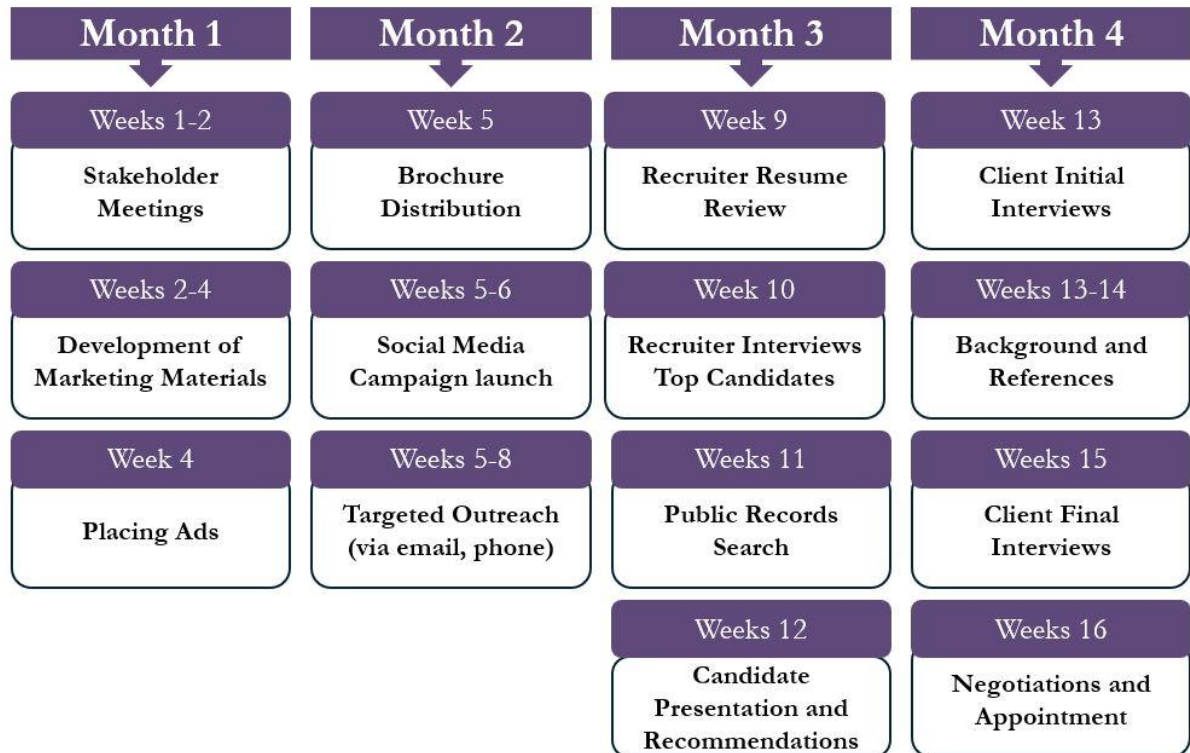 Month 1
Weeks 1-2
Stakeholder
Meetings
Weeks 2-4
Development of
Marketing Materials
Week 4
Placing Ads
Month 2
Week 5
Brochure
Distribution
Weeks 5-6
Social Media
Campaign launch
Weeks 5-8
Targeted Outreach
(via email, phone)
Month 3
Week 9
Recruiter Resume
Review
Week 10
Recruiter Interviews
Top Candidates
Weeks 11
Public Records
Search
Weeks 12
Candidate
Presentation and
Recommendations
Month 4
Week 13
Client Initial
Interviews
Weeks 13-14
Background and
References
Weeks 15
Client Final
Interviews
Weeks 16
Negotiations and
Appointment